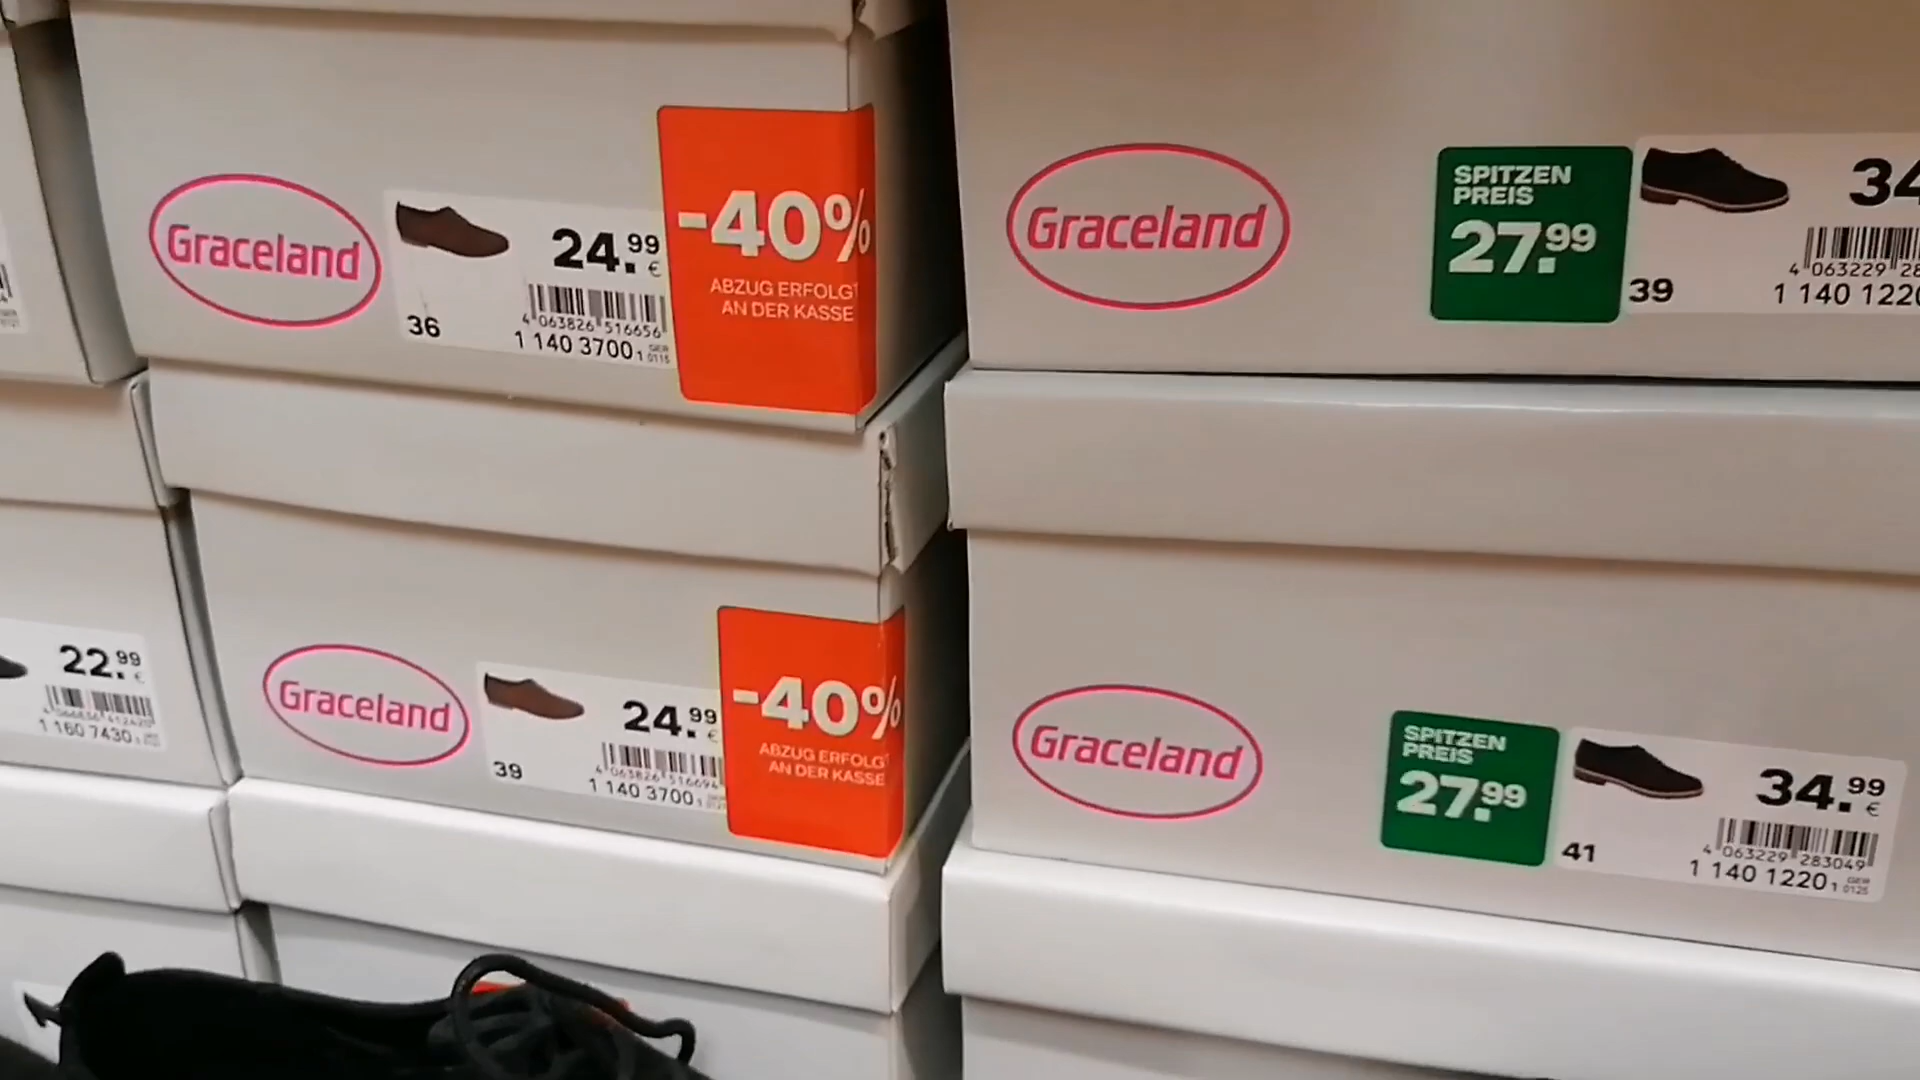 Graceland
24.99 €
36
4 063826 516656
1 140 3700 1
-40%
ABZUG ERFOLGT
AN DER KASSE
Graceland
SPITZEN
PREIS
27.99
34
39
4 063229 28
1 140 1220
22.99 €
1 160 7430
Graceland
24.99 €
39
4 063826 516694
1 140 3700
-40%
ABZUG ERFOLGT
AN DER KASSE
Graceland
SPITZEN
PREIS
27.99
34.99 €
41
4 063229 283049
1 140 1220 1